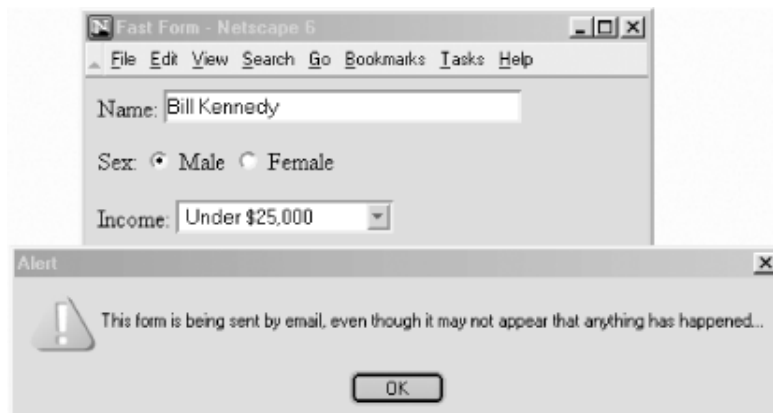 Fast Form - Netscape 6
File Edit View Search Go Bookmarks Tasks Help
Name: Bill Kennedy
Sex: Male Female
Income: Under $25,000
Alert
This form is being sent by email, even though it may not appear that anything has happened...
OK